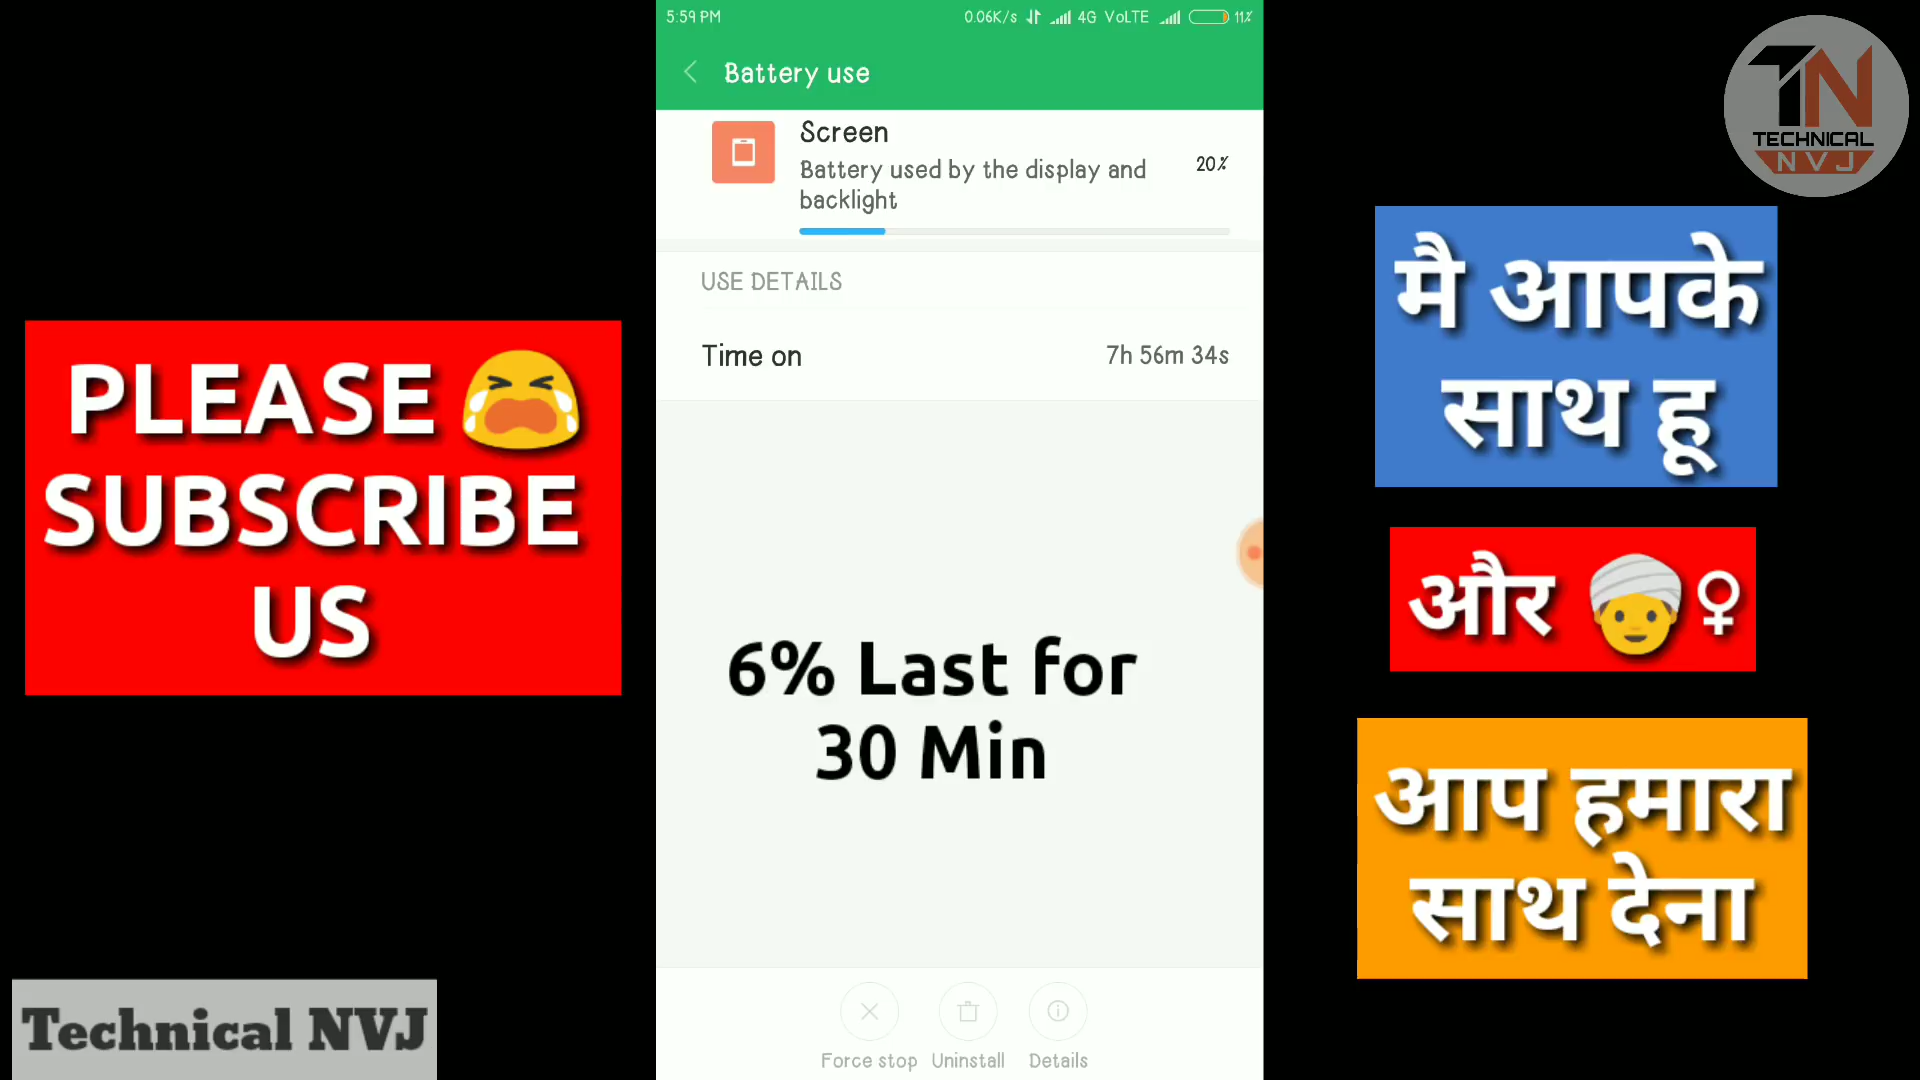 5:59 PM
0.06K/s 4G VoLTE 11%
Battery use
Screen
Battery used by the display and
backlight
20%
USE DETAILS
Time on
7h 56m 34s
6% Last for
30 Min
Force stop
Uninstall
Details
PLEASE 😭
SUBSCRIBE
US
Technical NVJ
TN
TECHNICAL
NVJ
मै आपके
साथ हू
और 👳♀
आप हमारा
साथ देना